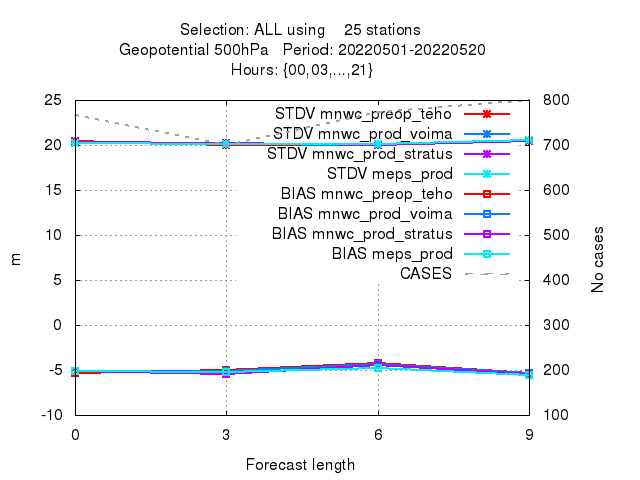 Selection: ALL using    25 stations
Geopotential 500hPa   Period: 20220501-20220520
Hours: {00,03,...,21}
25
20
15
10
5
0
-5
-10
m
STDV mnwc_preop_teho
STDV mnwc_prod_voima
STDV mnwc_prod_stratus
STDV meps_prod
BIAS mnwc_preop_teho
BIAS mnwc_prod_voima
BIAS mnwc_prod_stratus
BIAS meps_prod
CASES
800
700
600
500
400
300
200
100
No cases
0 3 6 9
Forecast length